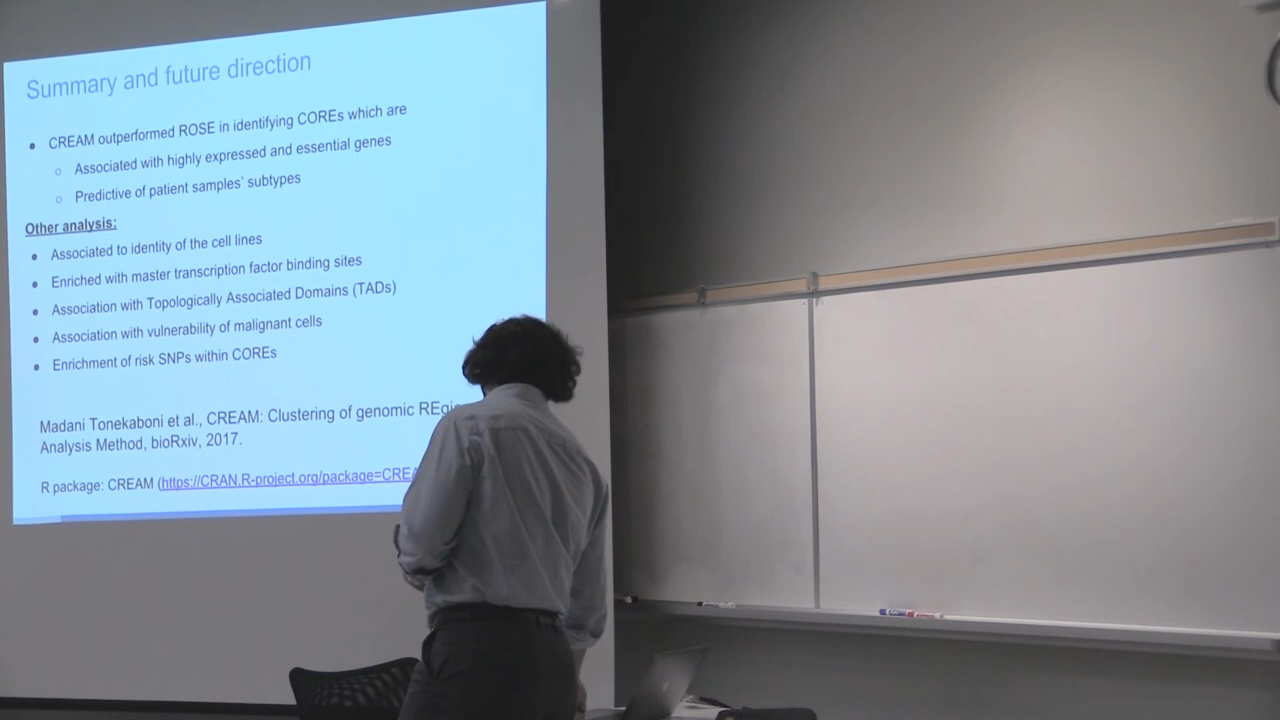 Summary and future direction
● CREAM outperformed ROSE in identifying COREs which are
○ Associated with highly expressed and essential genes
○ Predictive of patient samples' subtypes
Other analysis:
● Associated to identity of the cell lines
● Enriched with master transcription factor binding sites
● Association with Topologically Associated Domains (TADs)
● Association with vulnerability of malignant cells
● Enrichment of risk SNPs within COREs
Madani Tonekaboni et al., CREAM: Clustering of genomic REgio
Analysis Method, bioRxiv, 2017.
R package: CREAM (https://CRAN.R-project.org/package=CREA